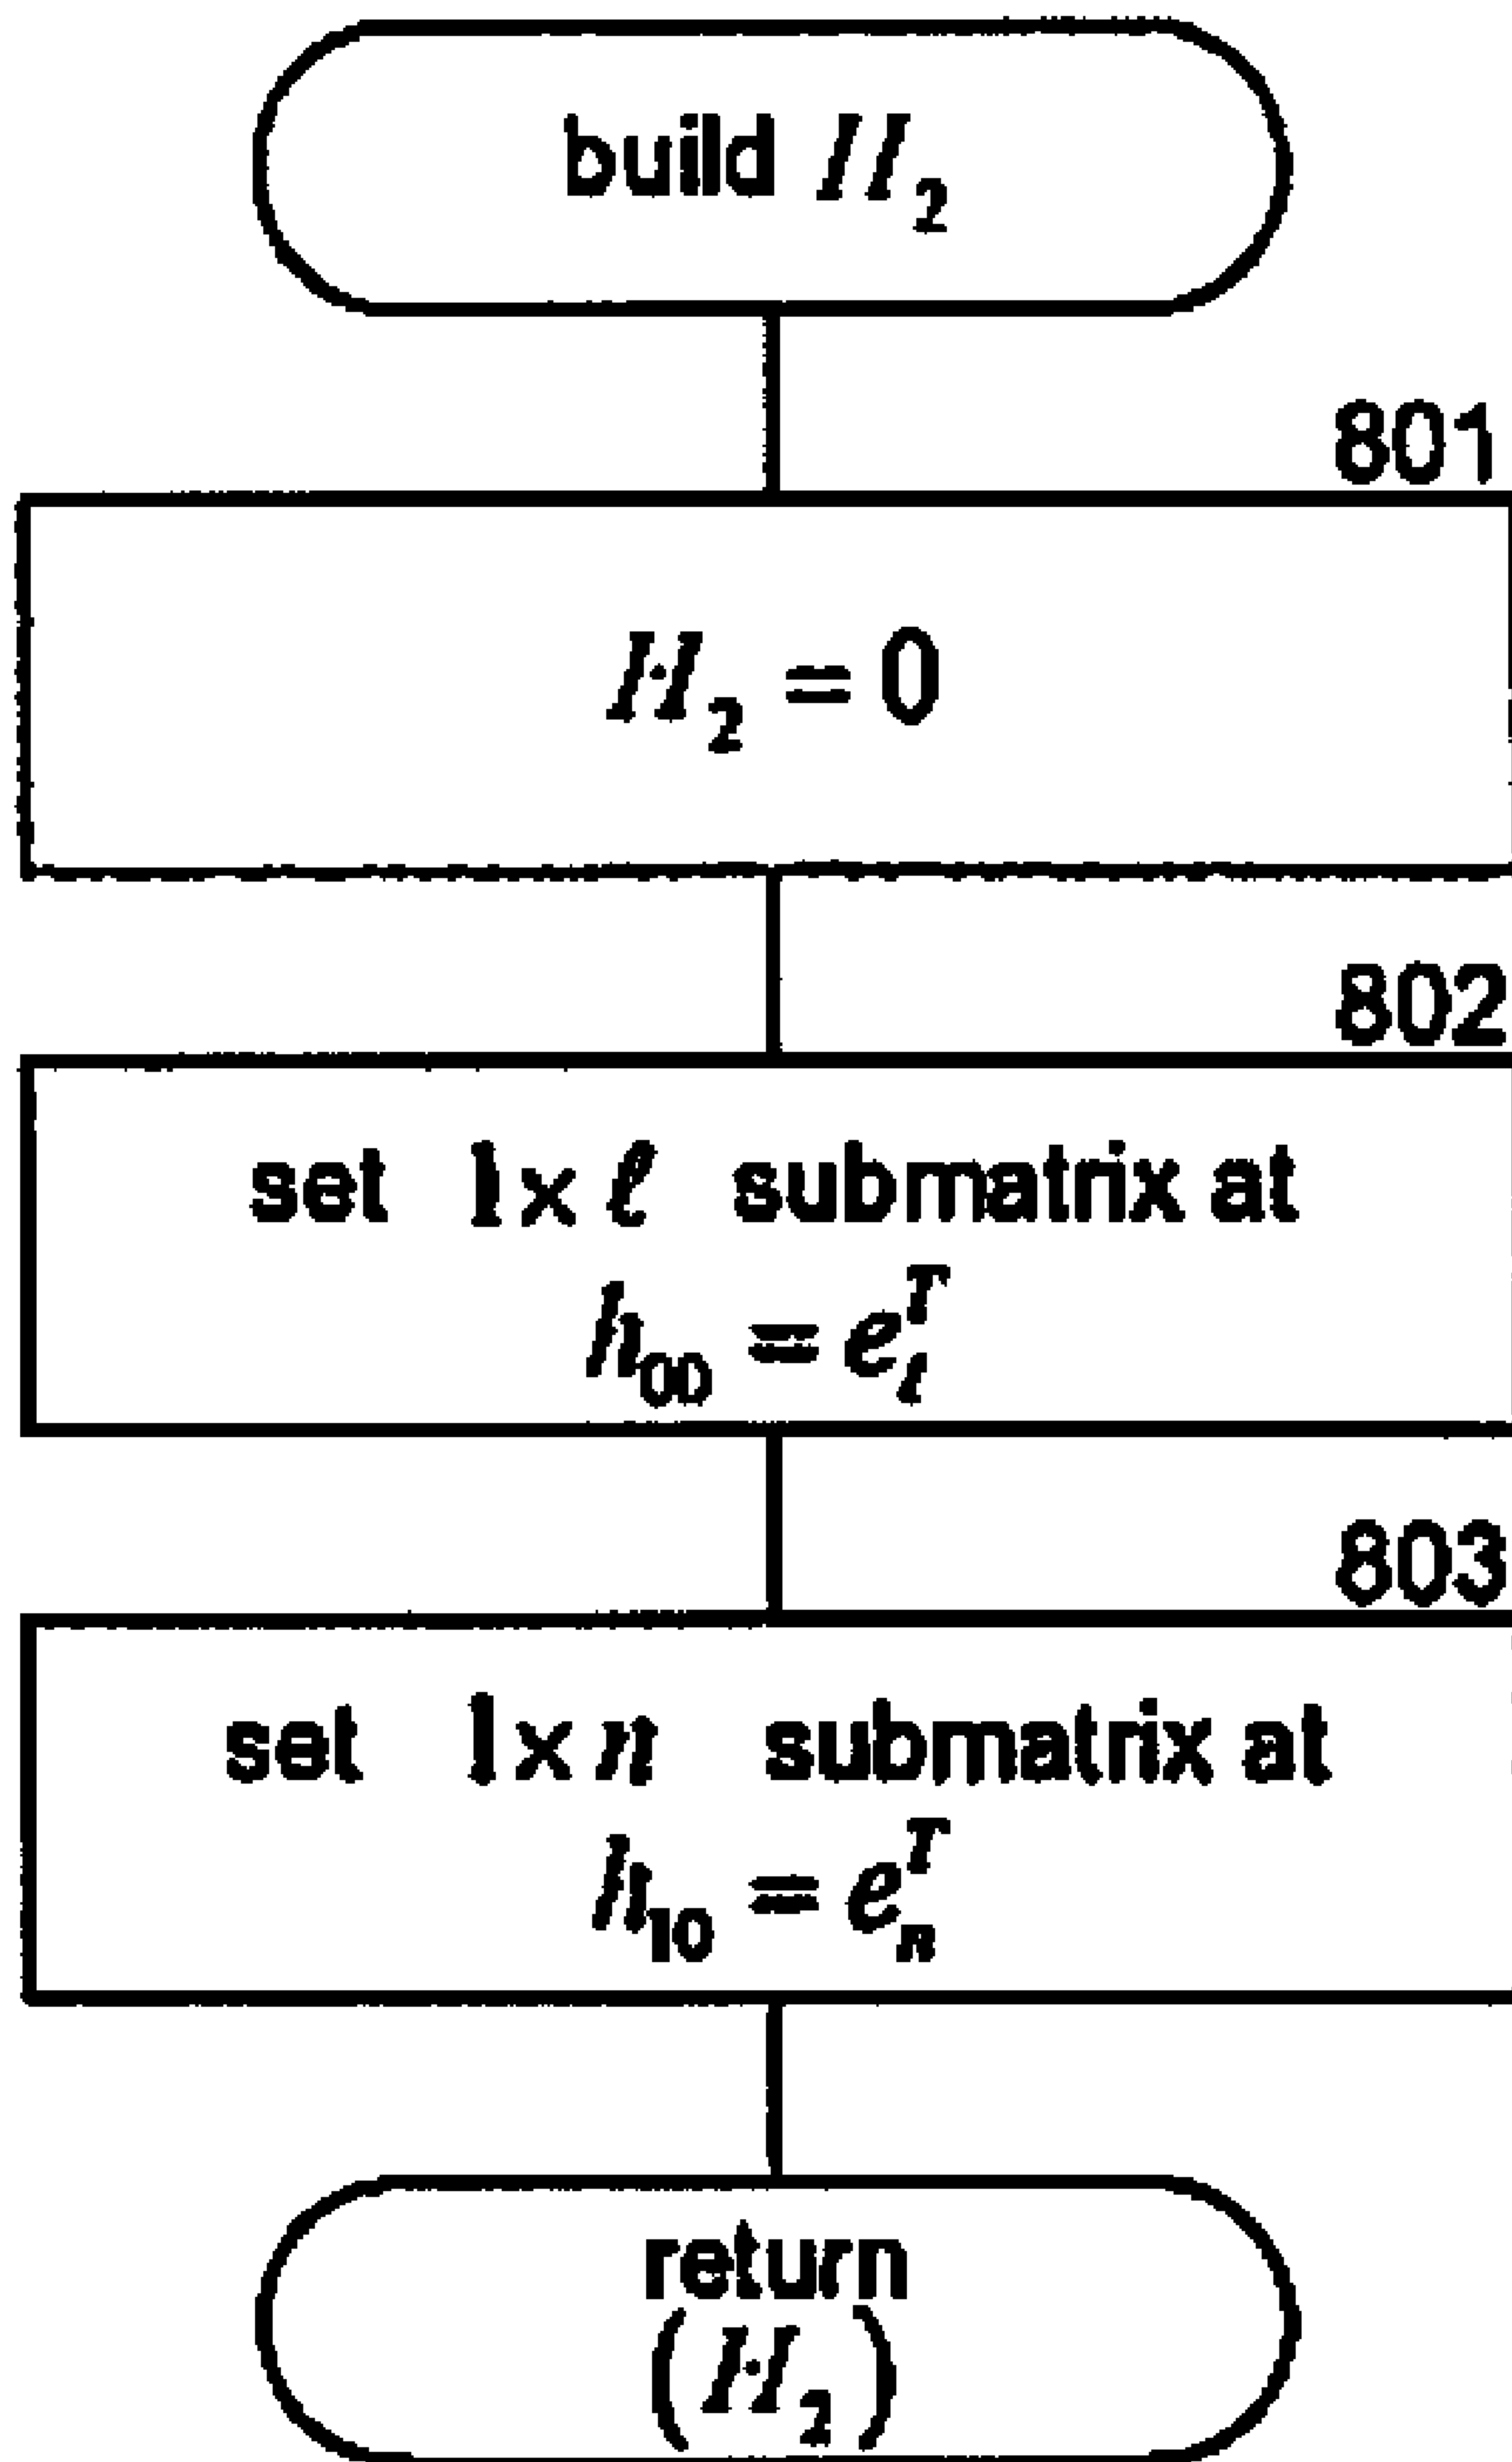 build H₂
801
H₂ = 0
802
set 1 x ℓ submatrix at
h₀₀ = eₗᵀ
803
set 1 x n submatrix at
h₁₀ = eₙᵀ
return
(H₂)